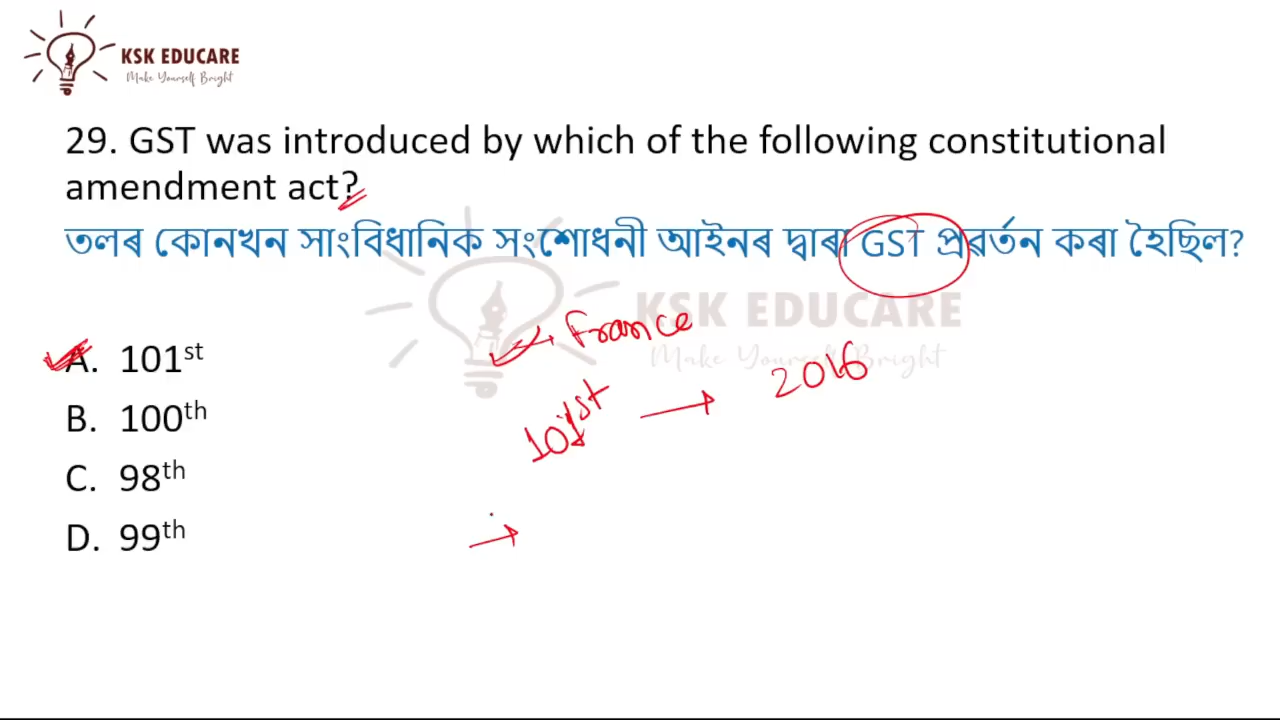 KSK EDUCARE
Make Yourself Bright
29. GST was introduced by which of the following constitutional
amendment act?
তলৰ কোনখন সাংবিধানিক সংশোধনী আইনৰ দ্বাৰা GST প্ৰৱৰ্তন কৰা হৈছিল?
KSK EDUCARE
Make Yourself Bright
France
A. 101st
2016
101st
B. 100th
C. 98th
D. 99th